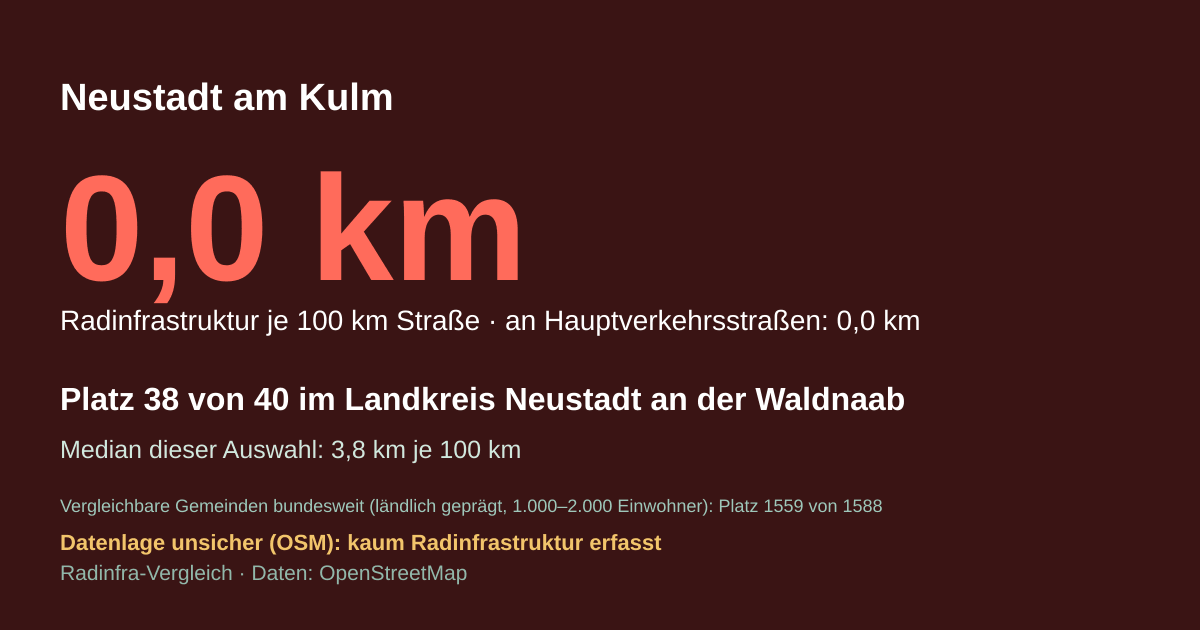 Neustadt am Kulm
0,0 km
Radinfrastruktur je 100 km Straße · an Hauptverkehrsstraßen: 0,0 km
Platz 38 von 40 im Landkreis Neustadt an der Waldnaab
Median dieser Auswahl: 3,8 km je 100 km
Vergleichbare Gemeinden bundesweit (ländlich geprägt, 1.000–2.000 Einwohner): Platz 1559 von 1588
Datenlage unsicher (OSM): kaum Radinfrastruktur erfasst
Radinfra-Vergleich · Daten: OpenStreetMap